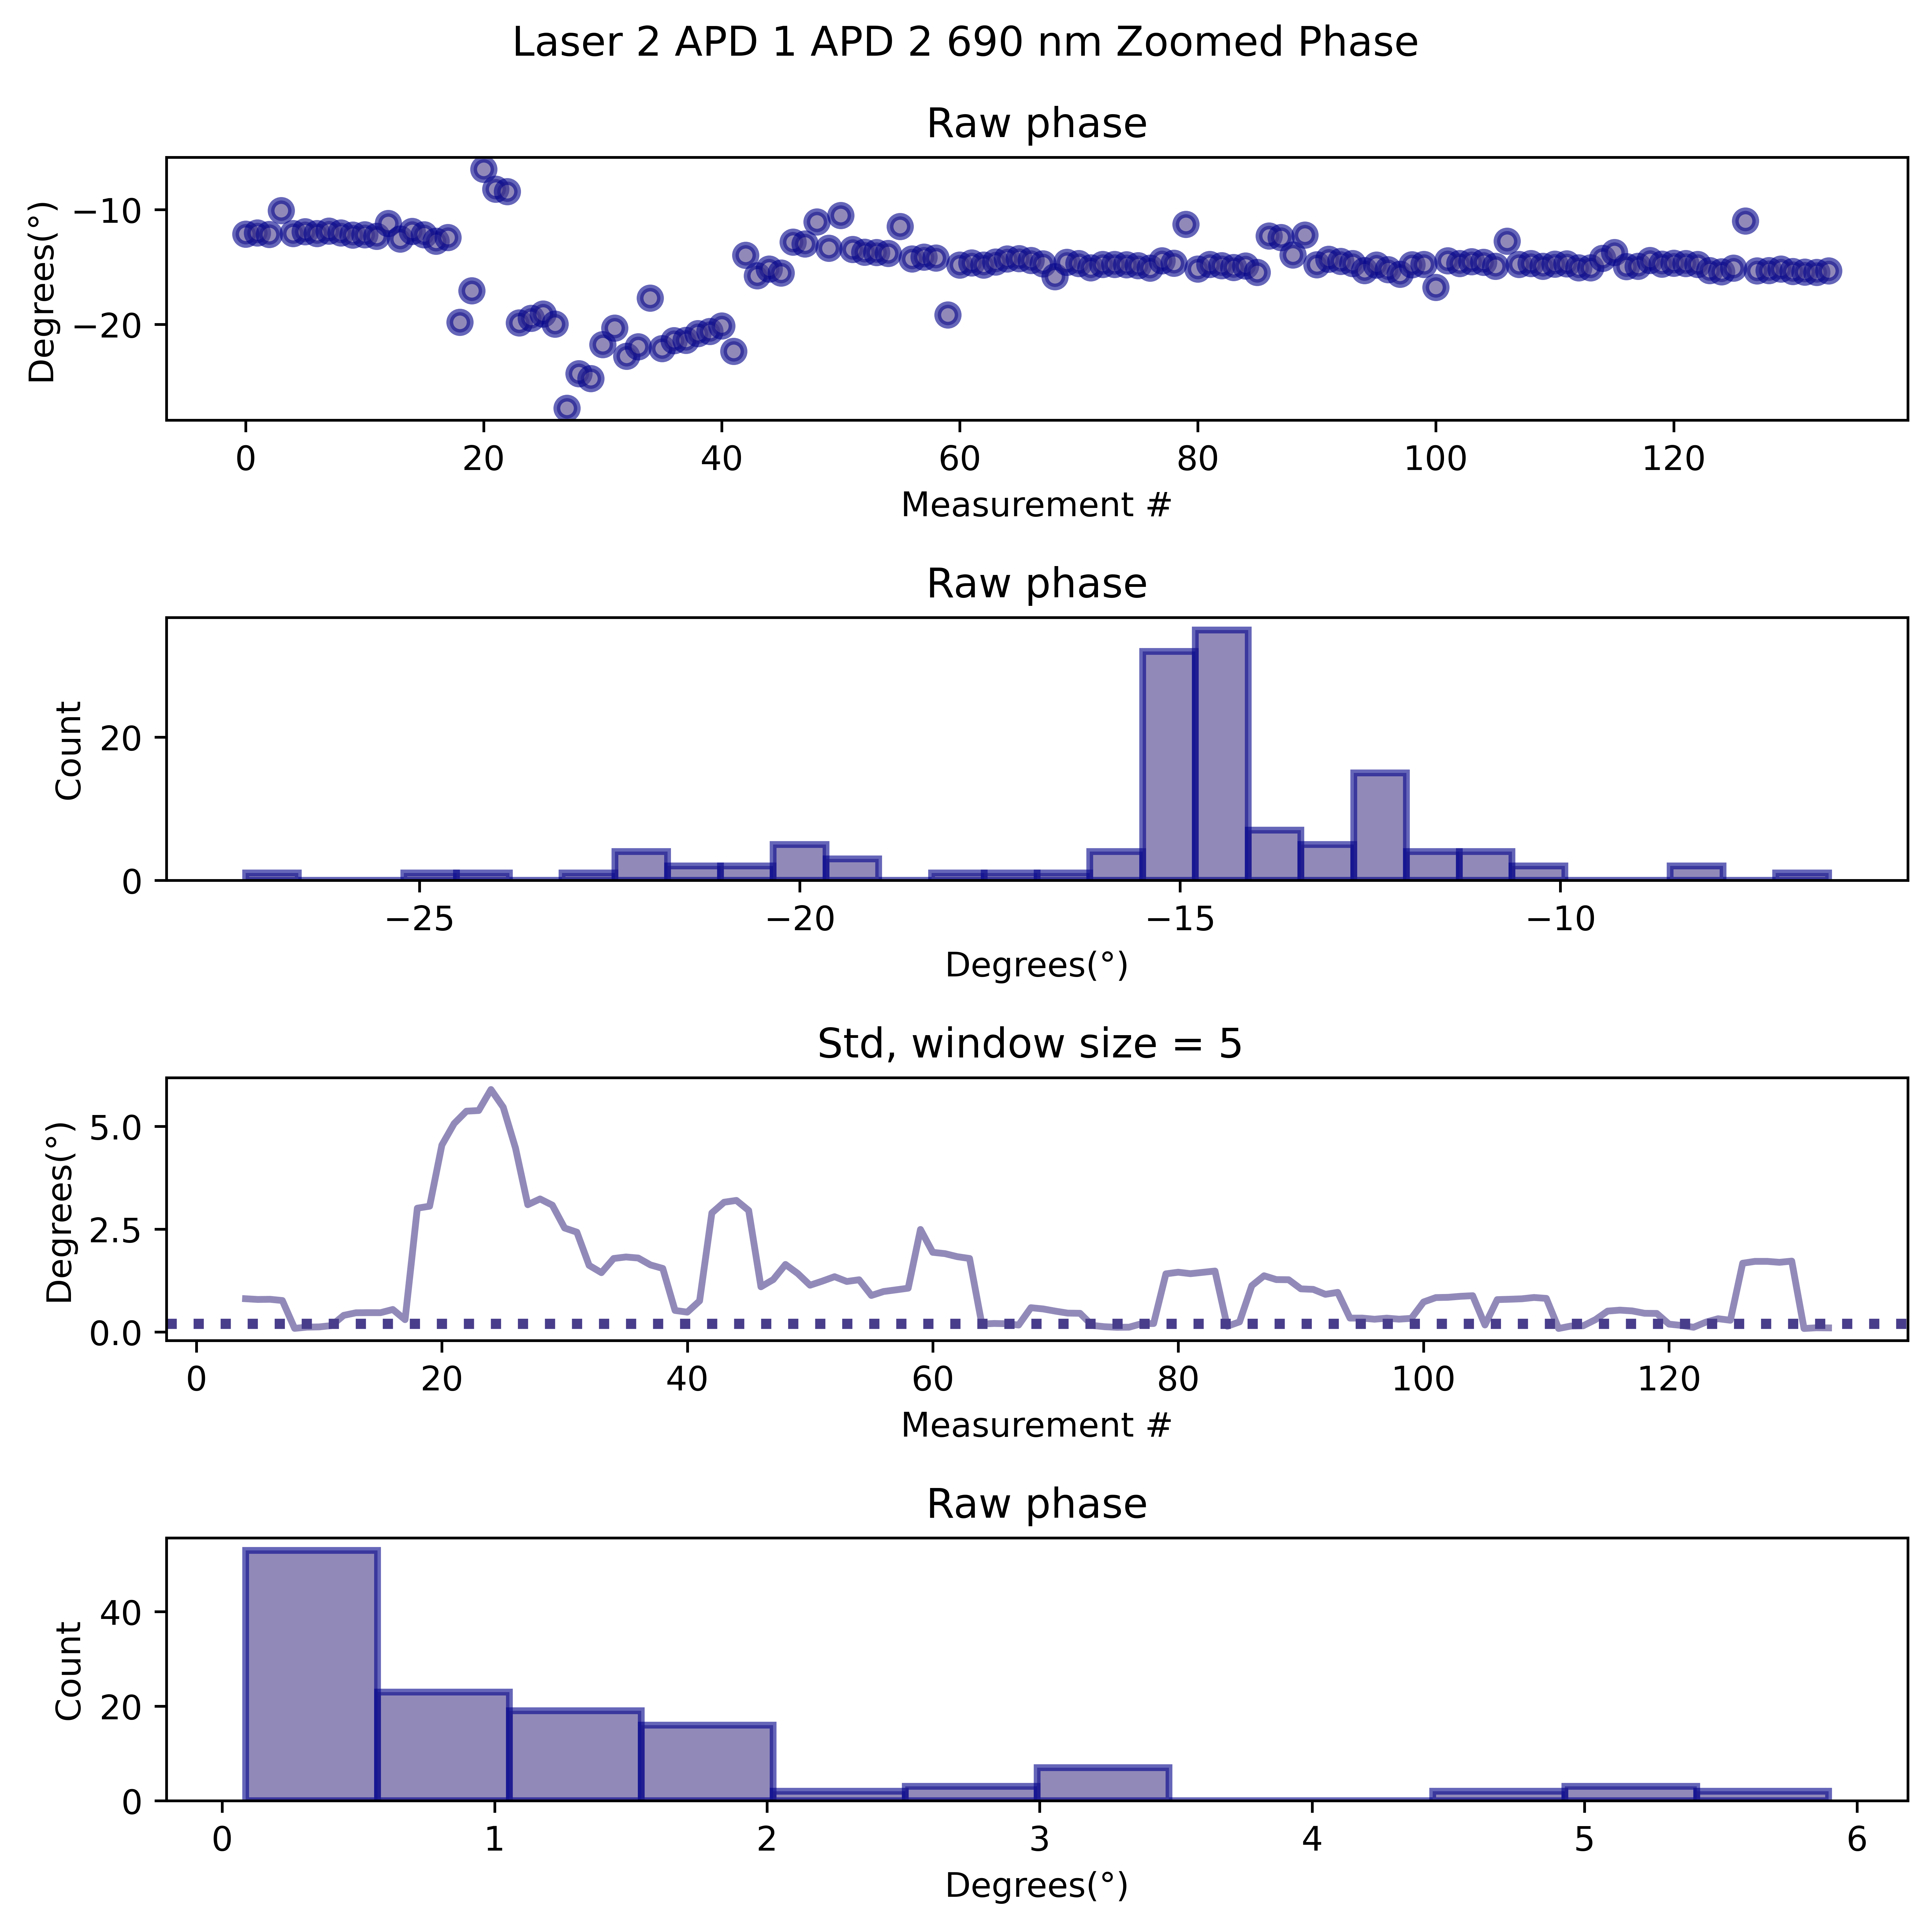 Laser 2 APD 1 APD 2 690 nm Zoomed Phase
Raw phase
Degrees(°)
−10
−20
0 20 40 60 80 100 120
Measurement #
Raw phase
Count
20
0
−25 −20 −15 −10
Degrees(°)
Std, window size = 5
Degrees(°)
5.0
2.5
0.0
0 20 40 60 80 100 120
Measurement #
Raw phase
Count
40
20
0
0 1 2 3 4 5 6
Degrees(°)